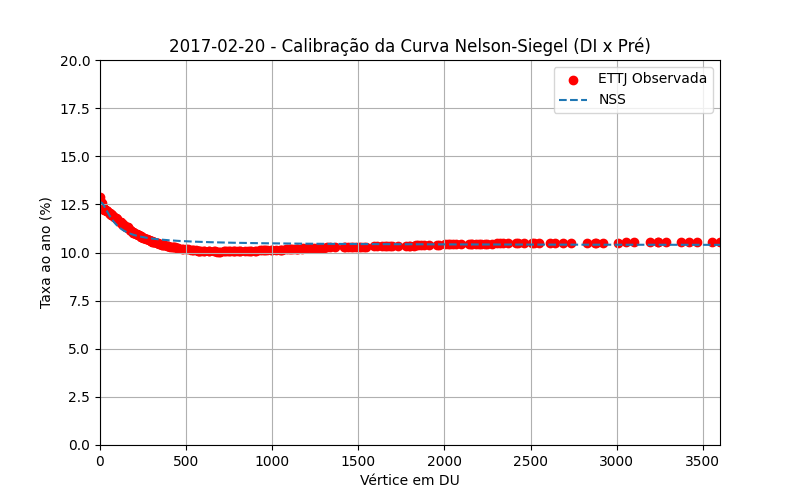 2017-02-20 - Calibração da Curva Nelson-Siegel (DI x Pré)
20.0
17.5
15.0
12.5
10.0
7.5
5.0
2.5
0.0
Taxa ao ano (%)
ETTJ Observada
NSS
0 500 1000 1500 2000 2500 3000 3500
Vértice em DU